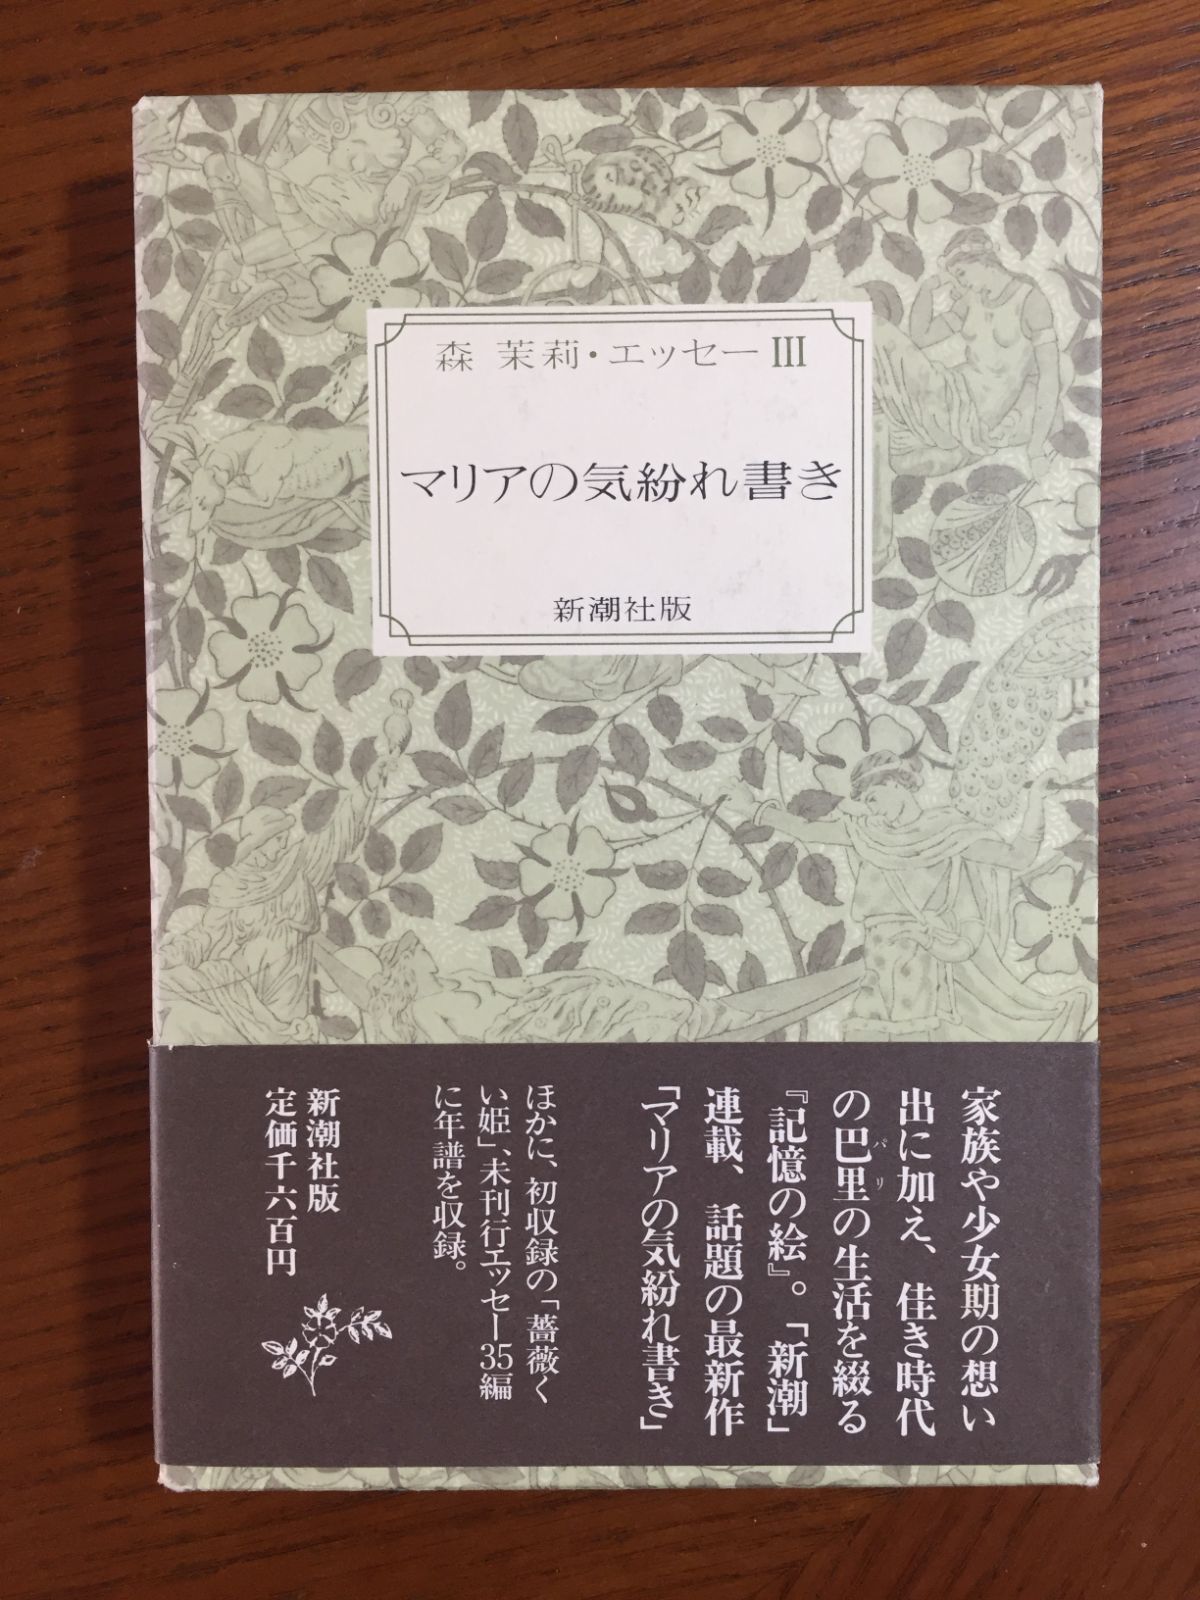 森 茉莉・エッセーⅢ
マリアの気紛れ書き
新潮社版
家族や少女期の想い
出に加え、佳き時代
の巴里の生活を綴る
パリ
『記憶の絵』。「新潮」
連載、話題の最新作
「マリアの気紛れ書き」
ほかに、初収録の「薔薇く
い姫」、未刊行エッセー35編
に年譜を収録。
新潮社版
定価千六百円